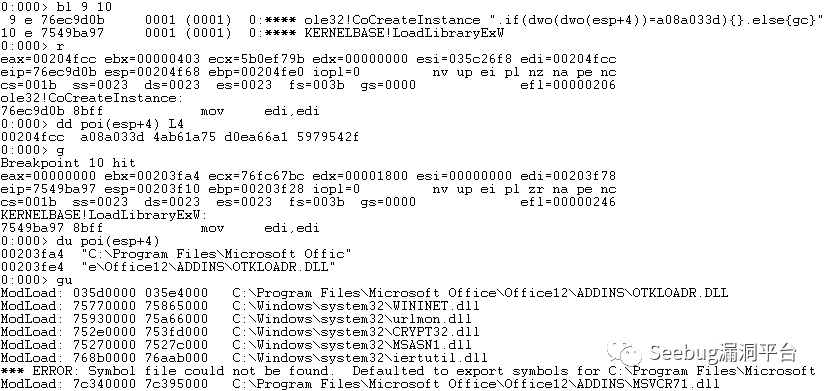 0:000> bl 9 10
 9 e 76ec9d0b     0001 (0001)  0:**** ole32!CoCreateInstance ".if(dwo(dwo(esp+4))=a08a033d){}.else{gc}"
10 e 7549ba97     0001 (0001)  0:**** KERNELBASE!LoadLibraryExW
0:000> r
eax=00204fcc ebx=00000403 ecx=5b0ef79b edx=00000000 esi=035c26f8 edi=00204fcc
eip=76ec9d0b esp=00204f68 ebp=00204fe0 iopl=0         nv up ei pl nz na pe nc
cs=001b  ss=0023  ds=0023  es=0023  fs=003b  gs=0000             efl=00000206
ole32!CoCreateInstance:
76ec9d0b 8bff            mov     edi,edi
0:000> dd poi(esp+4) L4
00204fcc  a08a033d 4ab61a75 d0ea66a1 5979542f
0:000> g
Breakpoint 10 hit
eax=00000000 ebx=00203fa4 ecx=76fc67bc edx=00001800 esi=00000000 edi=00203f78
eip=7549ba97 esp=00203f10 ebp=00203f28 iopl=0         nv up ei pl zr na pe nc
cs=001b  ss=0023  ds=0023  es=0023  fs=003b  gs=0000             efl=00000246
KERNELBASE!LoadLibraryExW:
7549ba97 8bff            mov     edi,edi
0:000> du poi(esp+4)
00203fa4  "C:\Program Files\Microsoft Offic"
00203fe4  "e\Office12\ADDINS\OTKLOADR.DLL"
0:000> gu
ModLoad: 035d0000 035e4000   C:\Program Files\Microsoft Office\Office12\ADDINS\OTKLOADR.DLL
ModLoad: 75770000 75865000   C:\Windows\system32\WININET.dll
ModLoad: 75930000 75a66000   C:\Windows\system32\urlmon.dll
ModLoad: 752e0000 753fd000   C:\Windows\system32\CRYPT32.dll
ModLoad: 75270000 7527c000   C:\Windows\system32\MSASN1.dll
ModLoad: 768b0000 76aab000   C:\Windows\system32\iertutil.dll
Seebug漏洞平台
*** ERROR: Symbol file could not be found.  Defaulted to export symbols for C:\Program Files\Microsoft
ModLoad: 7c340000 7c395000   C:\Program Files\Microsoft Office\Office12\ADDINS\MSVCR71.dll